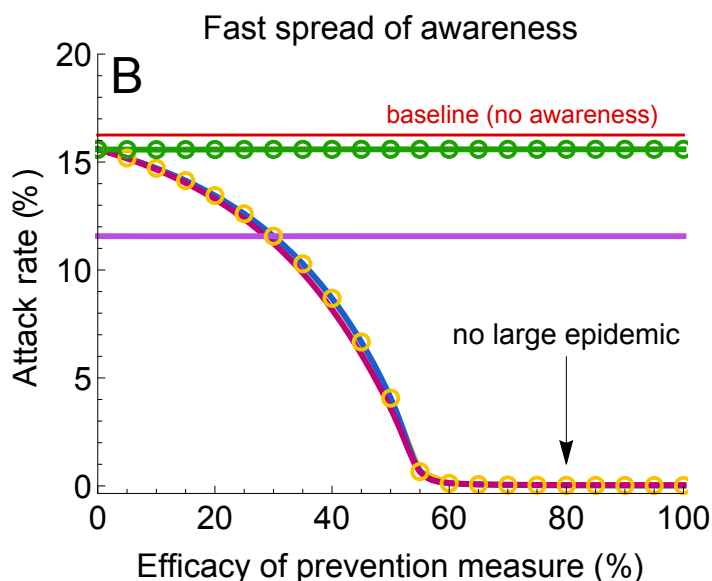 Fast spread of awareness
B
20
15
10
5
0
baseline (no awareness)
no large epidemic
0 20 40 60 80 100
Attack rate (%)
Efficacy of prevention measure (%)